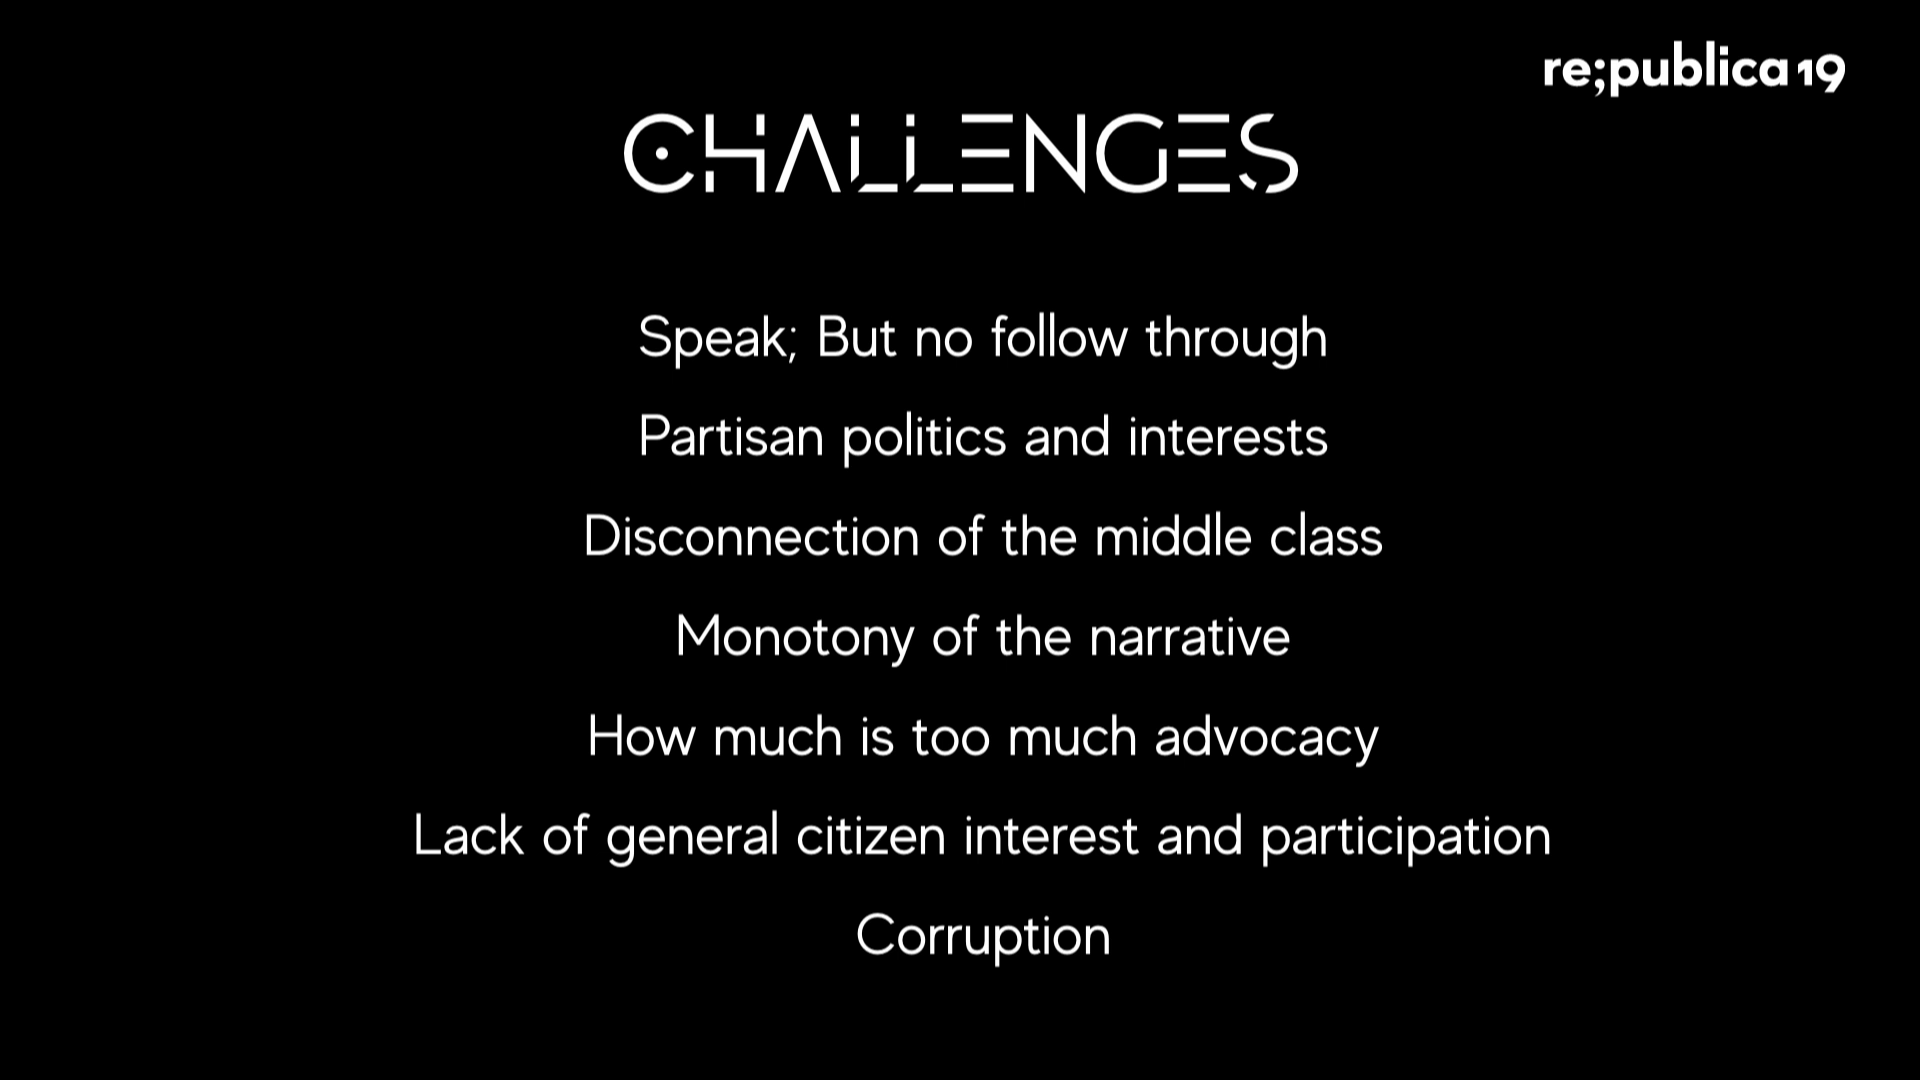 re;publica 19
CHALLENGES
Speak; But no follow through
Partisan politics and interests
Disconnection of the middle class
Monotony of the narrative
How much is too much advocacy
Lack of general citizen interest and participation
Corruption